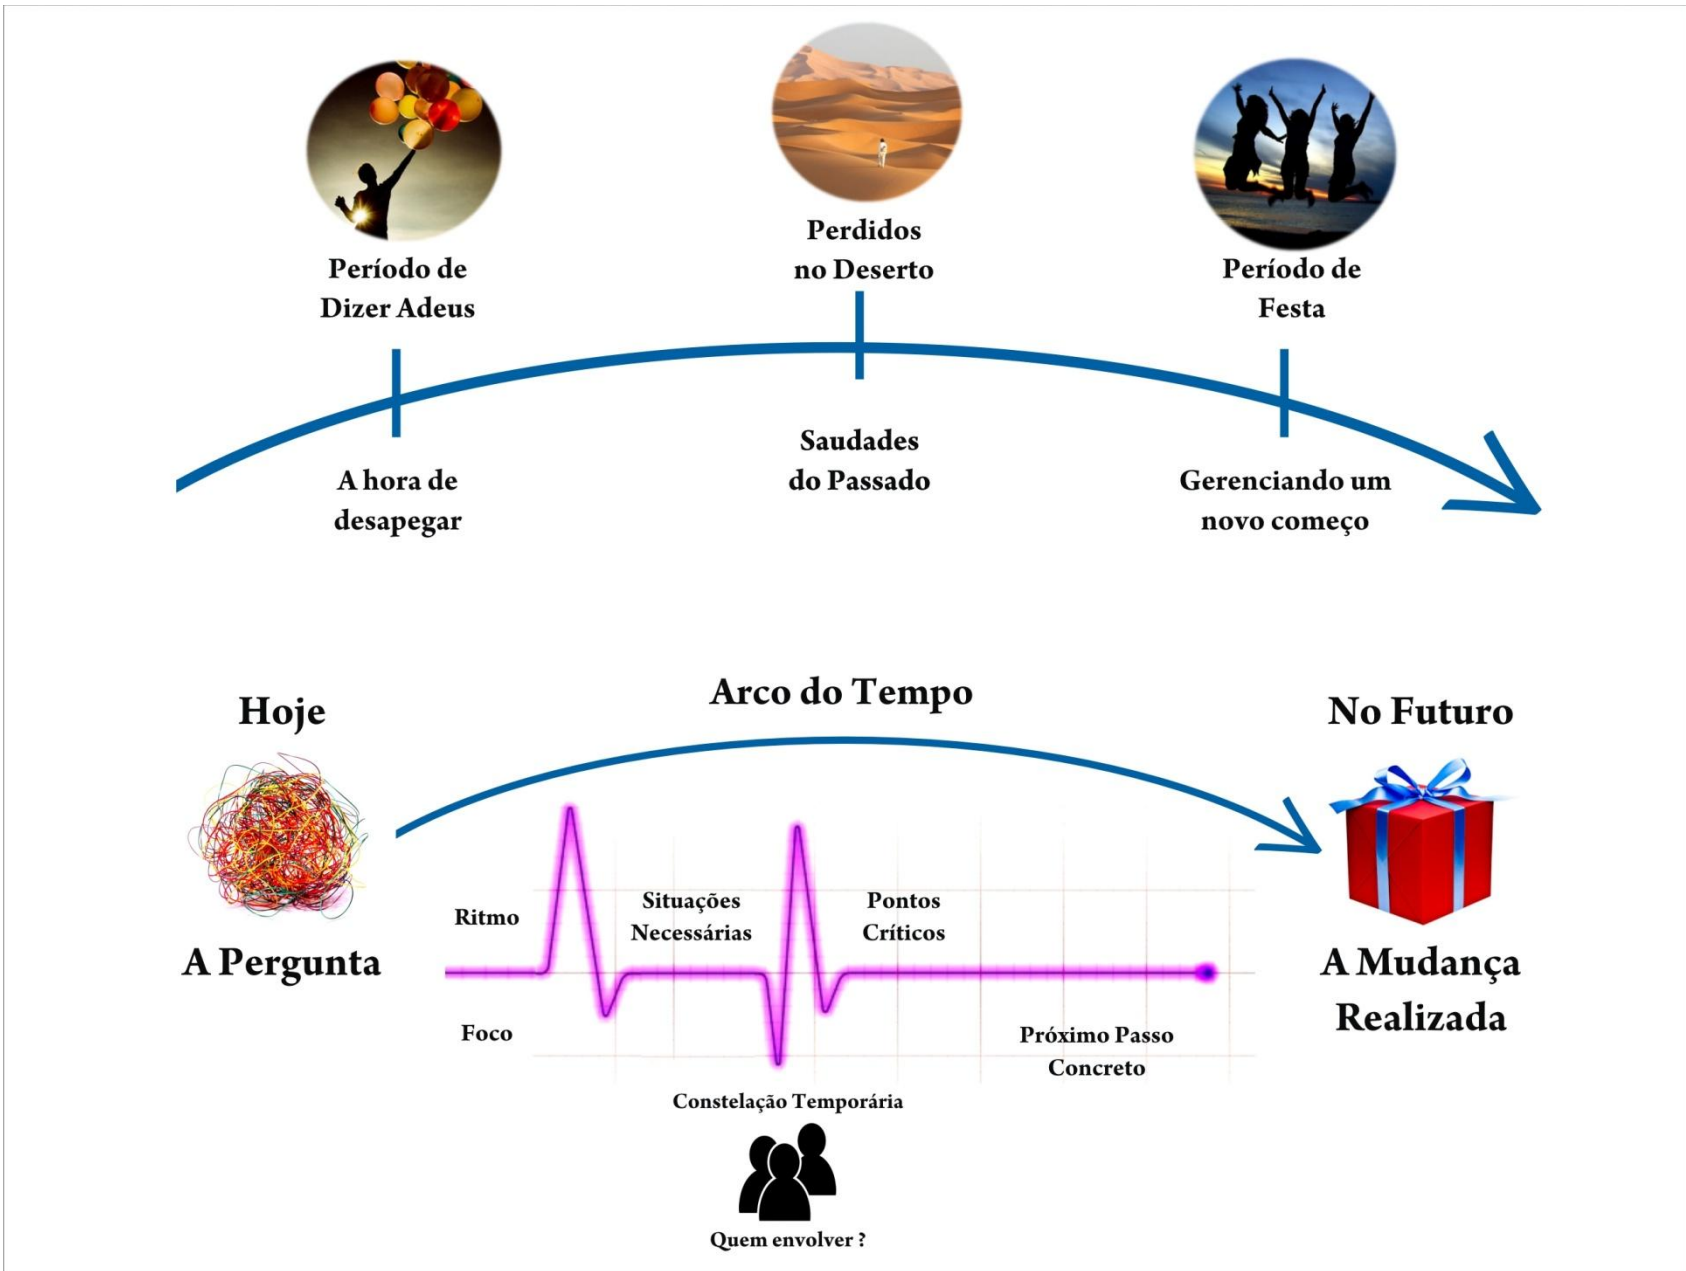 Período de
Dizer Adeus
Perdidos
no Deserto
Período de
Festa
A hora de
desapegar
Saudades
do Passado
Gerenciando um
novo começo
Arco do Tempo
Hoje
No Futuro
Ritmo
Situações
Necessárias
Pontos
Críticos
A Pergunta
A Mudança
Realizada
Foco
Próximo Passo
Concreto
Constelação Temporária
Quem envolver ?